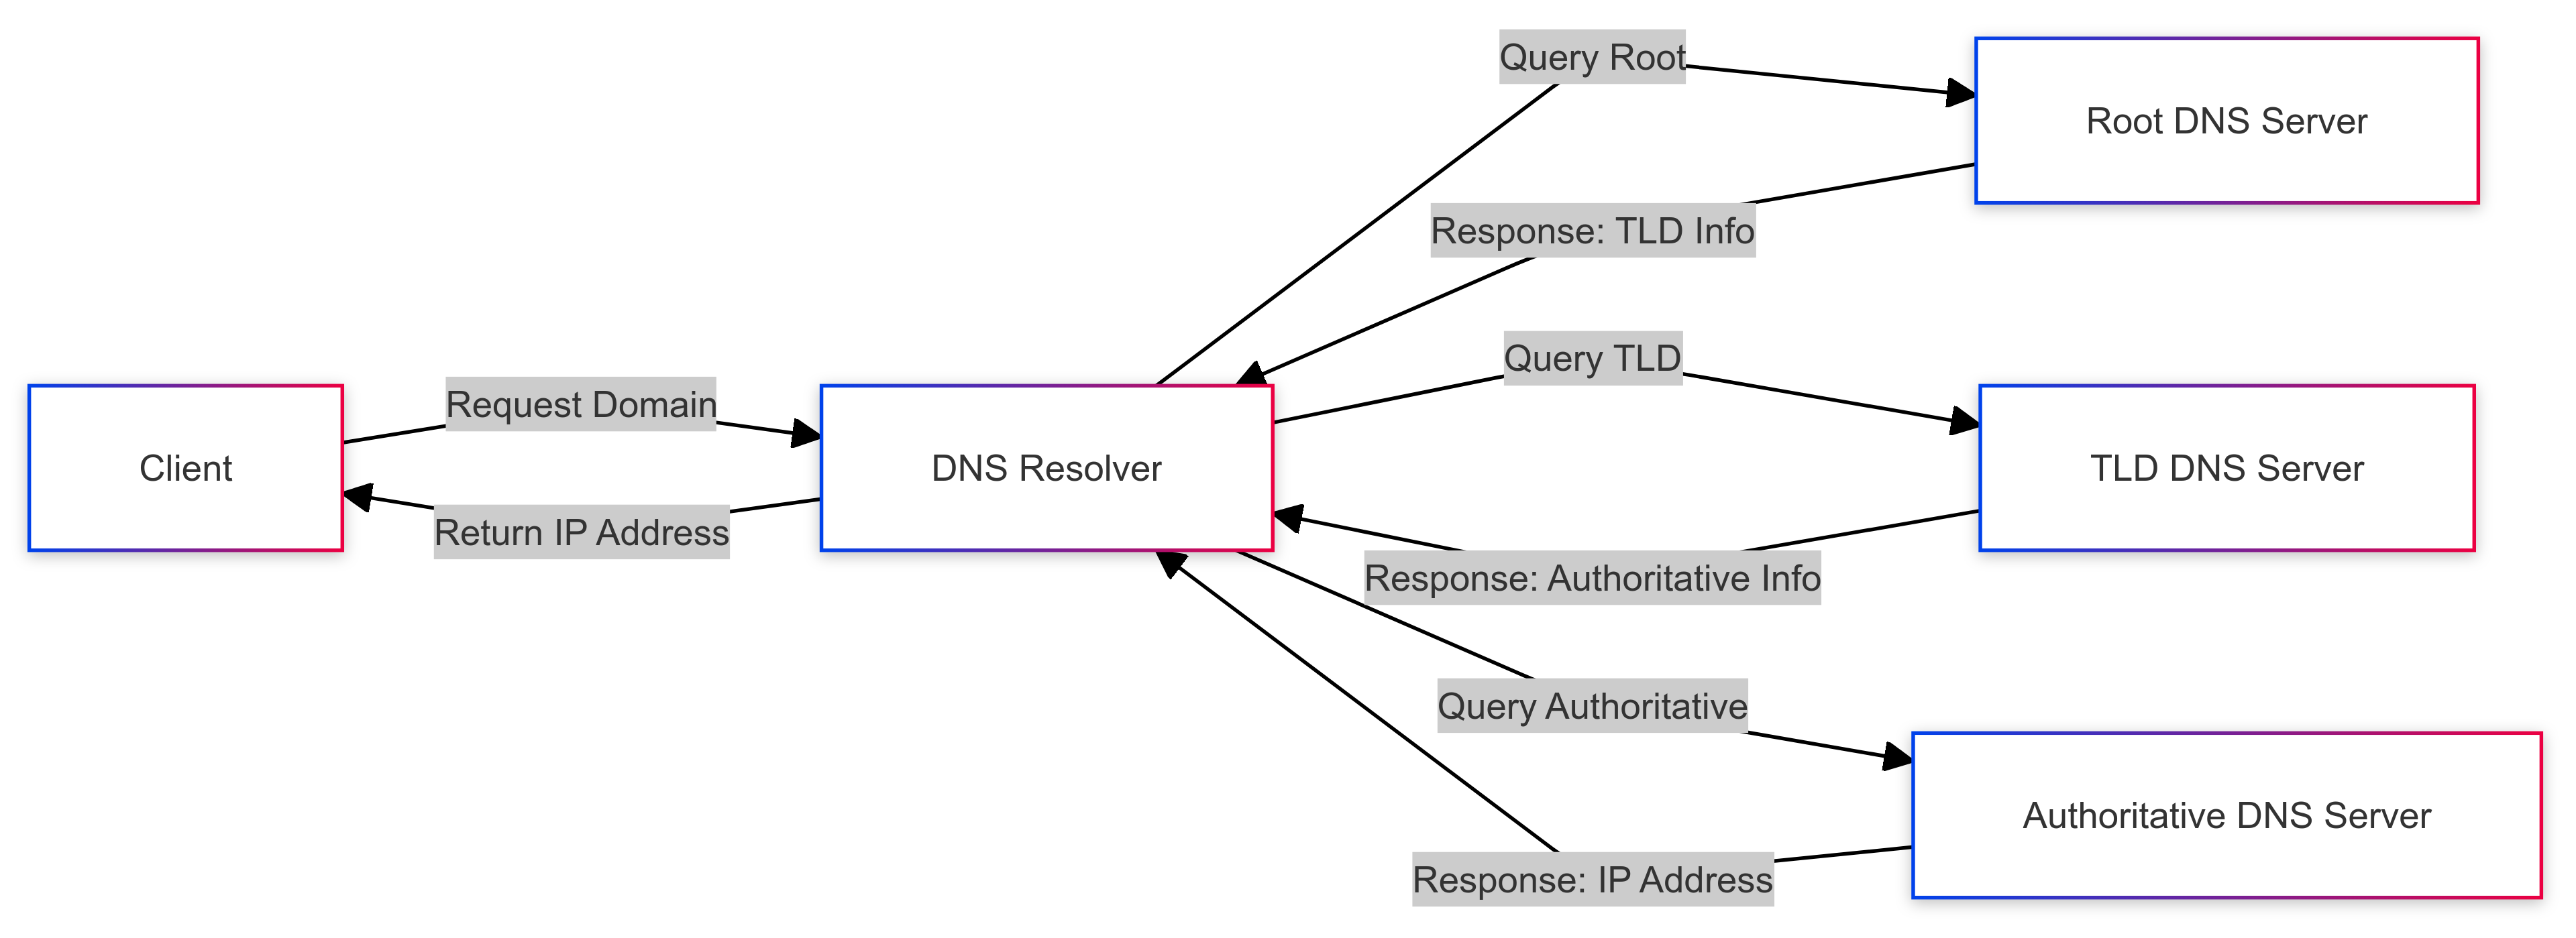 Query Root
Root DNS Server
Response: TLD Info
Query TLD
Request Domain
Client
DNS Resolver
TLD DNS Server
Return IP Address
Response: Authoritative Info
Query Authoritative
Authoritative DNS Server
Response: IP Address